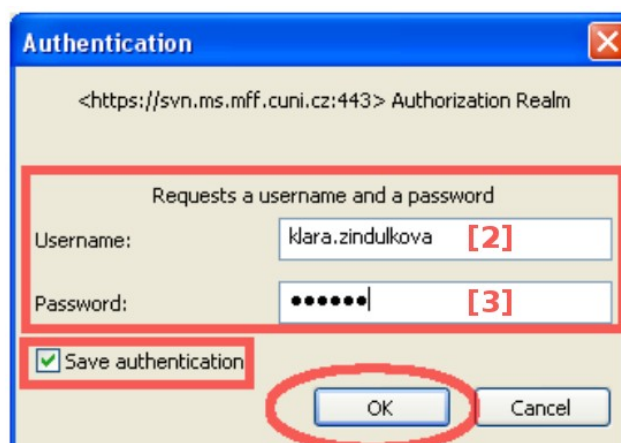 Authentication
<https://svn.ms.mff.cuni.cz:443> Authorization Realm
Requests a username and a password
Username: klara.zindulkova [2]
Password: ●●●●●● [3]
Save authentication
OK Cancel